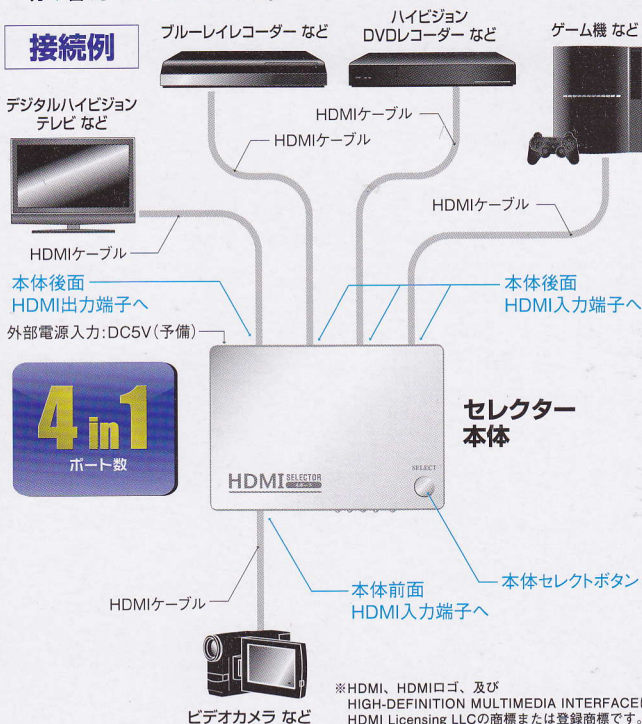 接続例
ブルーレイレコーダー など
ハイビジョン
DVDレコーダー など
ゲーム機 など
デジタルハイビジョン
テレビ など
HDMIケーブル
HDMIケーブル
HDMIケーブル
HDMIケーブル
本体後面
HDMI出力端子へ
本体後面
HDMI入力端子へ
外部電源入力:DC5V(予備)
4 in 1
ポート数
セレクター
本体
HDMI SELECTOR
SELECT
本体セレクトボタン
本体前面
HDMI入力端子へ
HDMIケーブル
ビデオカメラ など
※HDMI、HDMIロゴ、及び
HIGH-DEFINITION MULTIMEDIA INTERFACEは
HDMI Licensing LLCの商標または登録商標です